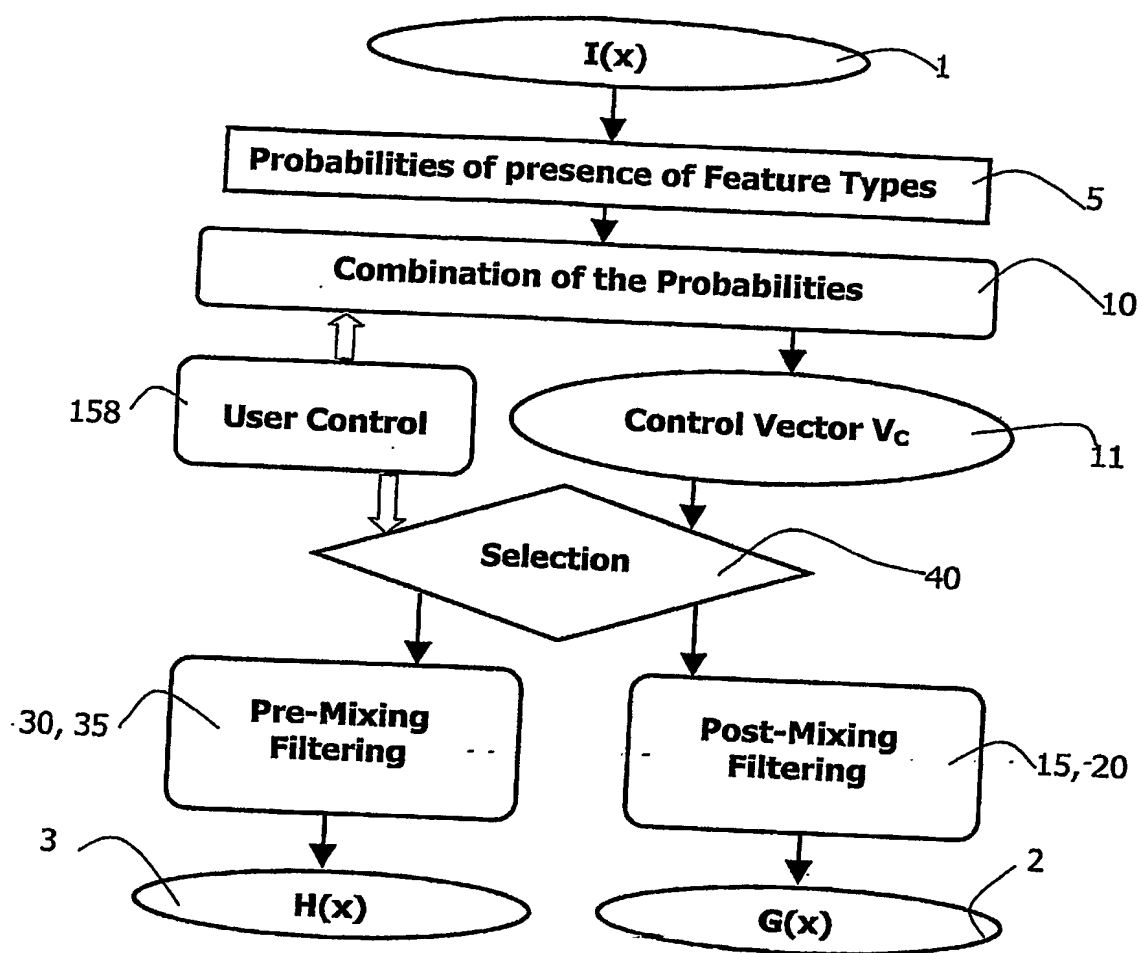 I(x)
1
Probabilities of presence of Feature Types
5
Combination of the Probabilities
10
158
User Control
Control Vector Vc
11
Selection
40
30, 35
Pre-Mixing
Filtering
Post-Mixing
Filtering
15, 20
3
H(x)
2
G(x)